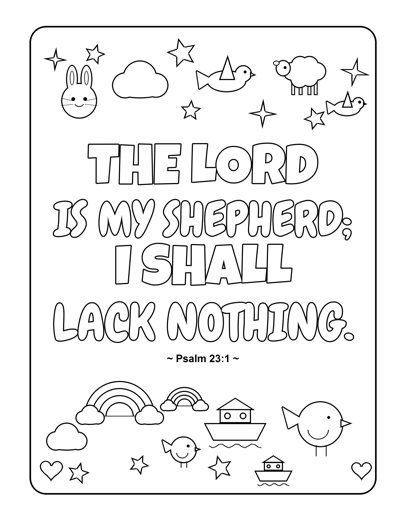 THE LORD
IS MY SHEPHERD;
I SHALL
LACK NOTHING.
~ Psalm 23:1 ~